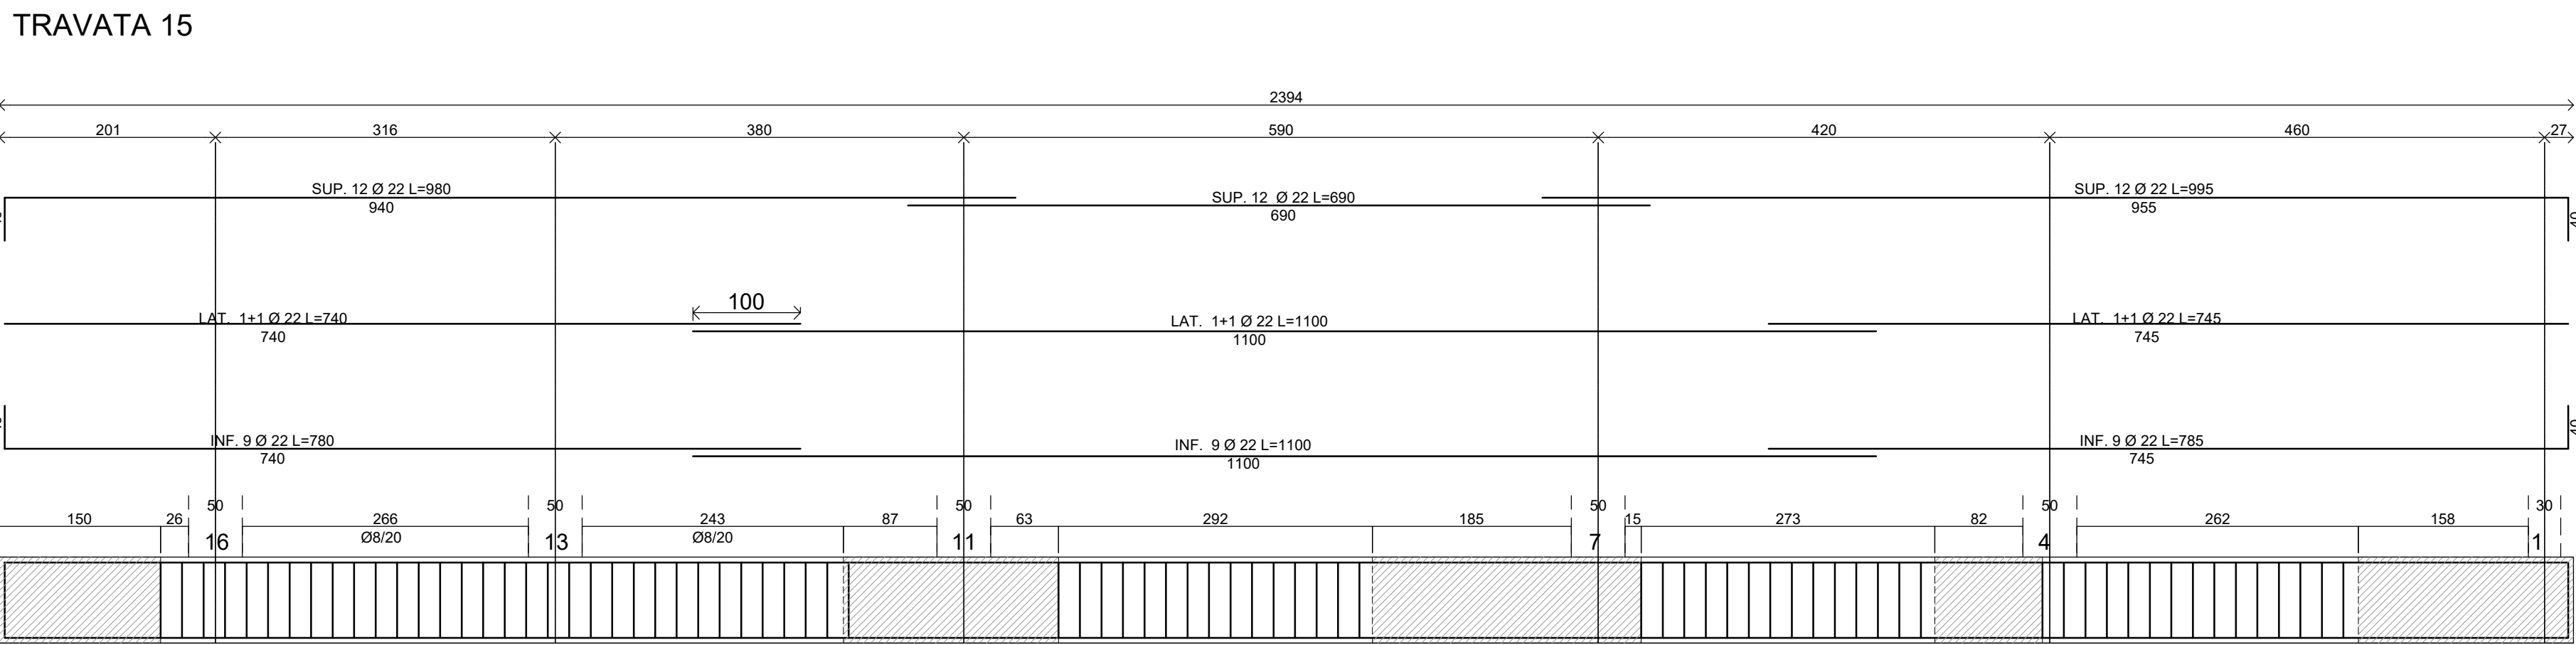 TRAVATA 15
2394
201 316 380 590 420 460 27
SUP. 12 Ø 22 L=980 SUP. 12 Ø 22 L=690 SUP. 12 Ø 22 L=995
940 690 955
100
LAT. 1+1 Ø 22 L=740 LAT. 1+1 Ø 22 L=1100 LAT. 1+1 Ø 22 L=745
740 1100 745
INF. 9 Ø 22 L=780 INF. 9 Ø 22 L=1100 INF. 9 Ø 22 L=785
740 1100 745
50 50 50 50 50 30
150 26 266 243 87 63 292 185 15 273 82 262 158
Ø8/20 Ø8/20
16 13 11 7 4 1